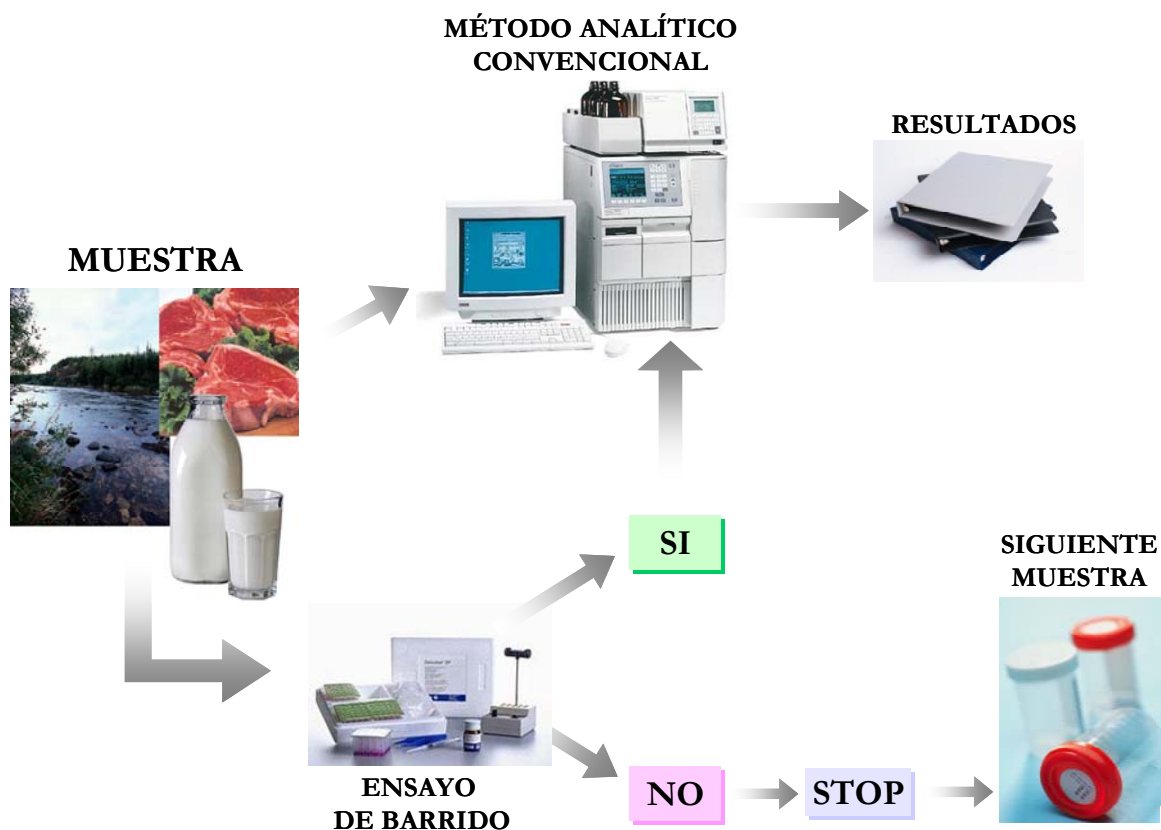 MÉTODO ANALÍTICO
CONVENCIONAL
RESULTADOS
MUESTRA
SI
SIGUIENTE
MUESTRA
ENSAYO
DE BARRIDO
NO
STOP